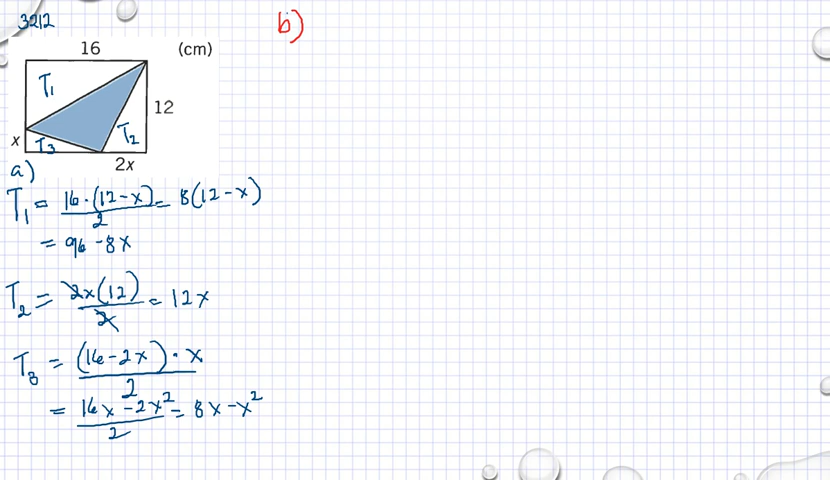 3212
b)
16 (cm)
T₁
12
x T₃ T₂
2x
a)
T₁ = 16·(12-x)/2 = 8(12-x)
= 96-8x
T₂ = 2x(12)/2 = 12x
T₃ = (16-2x)·x/2
= 16x-2x²/2 = 8x-x²